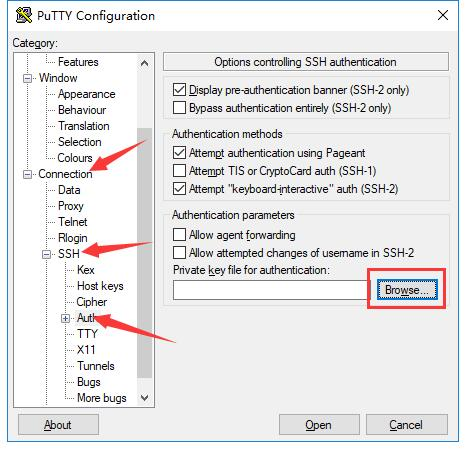 PuTTY Configuration
Category:
Features
Window
Appearance
Behaviour
Translation
Selection
Colours
Connection
Data
Proxy
Telnet
Rlogin
SSH
Kex
Host keys
Cipher
Auth
TTY
X11
Tunnels
Bugs
More bugs
Options controlling SSH authentication
Display pre-authentication banner (SSH-2 only)
Bypass authentication entirely (SSH-2 only)
Authentication methods
Attempt authentication using Pageant
Attempt TIS or CryptoCard auth (SSH-1)
Attempt "keyboard-interactive" auth (SSH-2)
Authentication parameters
Allow agent forwarding
Allow attempted changes of username in SSH-2
Private key file for authentication:
Browse...
About
Open
Cancel